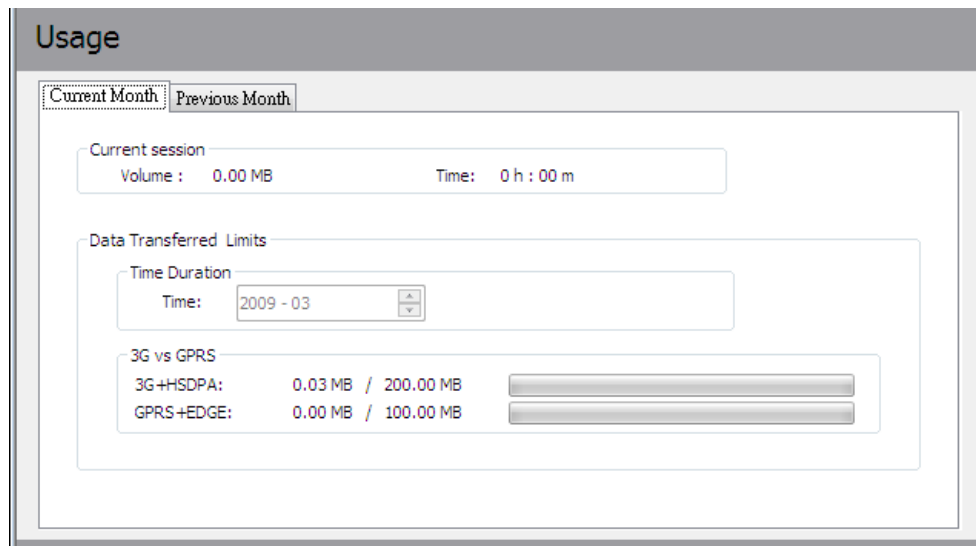 Usage
Current Month Previous Month
Current session
Volume : 0.00 MB Time: 0 h : 00 m
Data Transferred Limits
Time Duration
Time: 2009 - 03
3G vs GPRS
3G+HSDPA: 0.03 MB / 200.00 MB
GPRS+EDGE: 0.00 MB / 100.00 MB